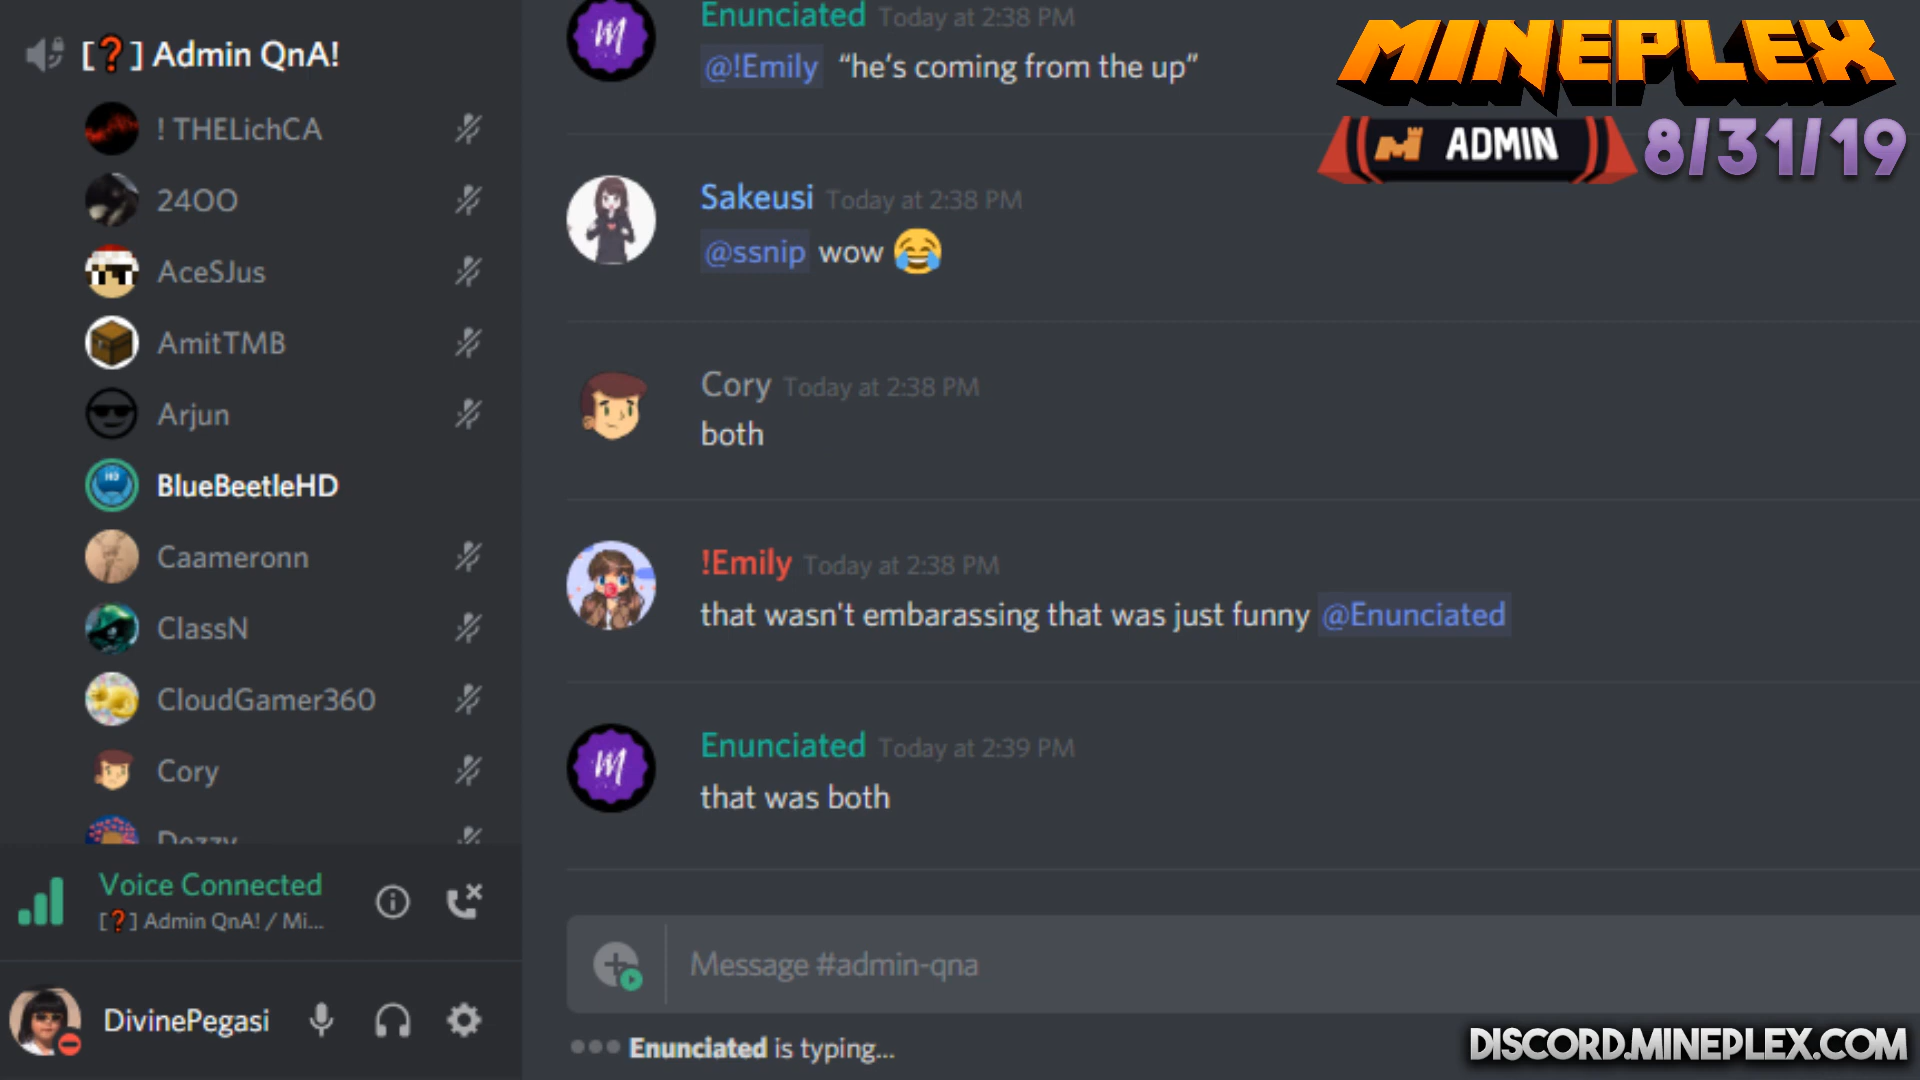 [❓] Admin QnA!
! THELichCA
24OO
AceSJus
AmitTMB
Arjun
BlueBeetleHD
Caameronn
ClassN
CloudGamer360
Cory
Dozzy
Voice Connected
[❓] Admin QnA! / Mi...
DivinePegasi
Enunciated Today at 2:38 PM
@!Emily “he’s coming from the up”
Sakeusi Today at 2:38 PM
@ssnip wow 😂
Cory Today at 2:38 PM
both
!Emily Today at 2:38 PM
that wasn't embarassing that was just funny @Enunciated
Enunciated Today at 2:39 PM
that was both
Message #admin-qna
Enunciated is typing...
MINEPLEX
ADMIN 8/31/19
DISCORD.MINEPLEX.COM